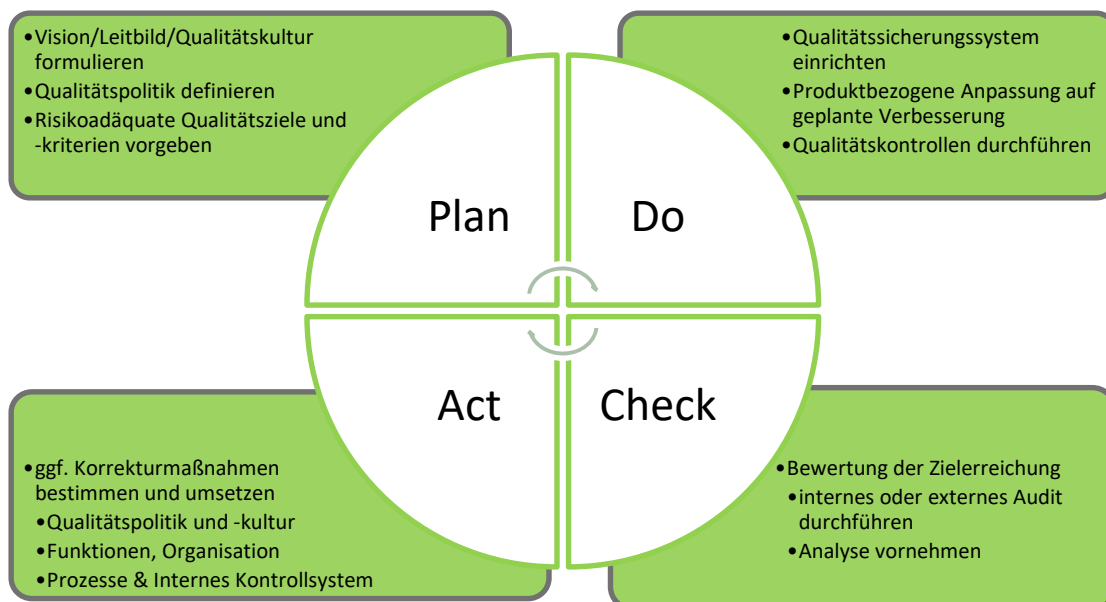 •Vision/Leitbild/Qualitätskultur
formulieren
•Qualitätspolitik definieren
•Risikoadäquate Qualitätsziele und
-kriterien vorgeben
•Qualitätssicherungssystem
einrichten
•Produktbezogene Anpassung auf
geplante Verbesserung
•Qualitätskontrollen durchführen
Plan
Do
Act
Check
•ggf. Korrekturmaßnahmen
bestimmen und umsetzen
•Qualitätspolitik und -kultur
•Funktionen, Organisation
•Prozesse & Internes Kontrollsystem
•Bewertung der Zielerreichung
•internes oder externes Audit
durchführen
•Analyse vornehmen